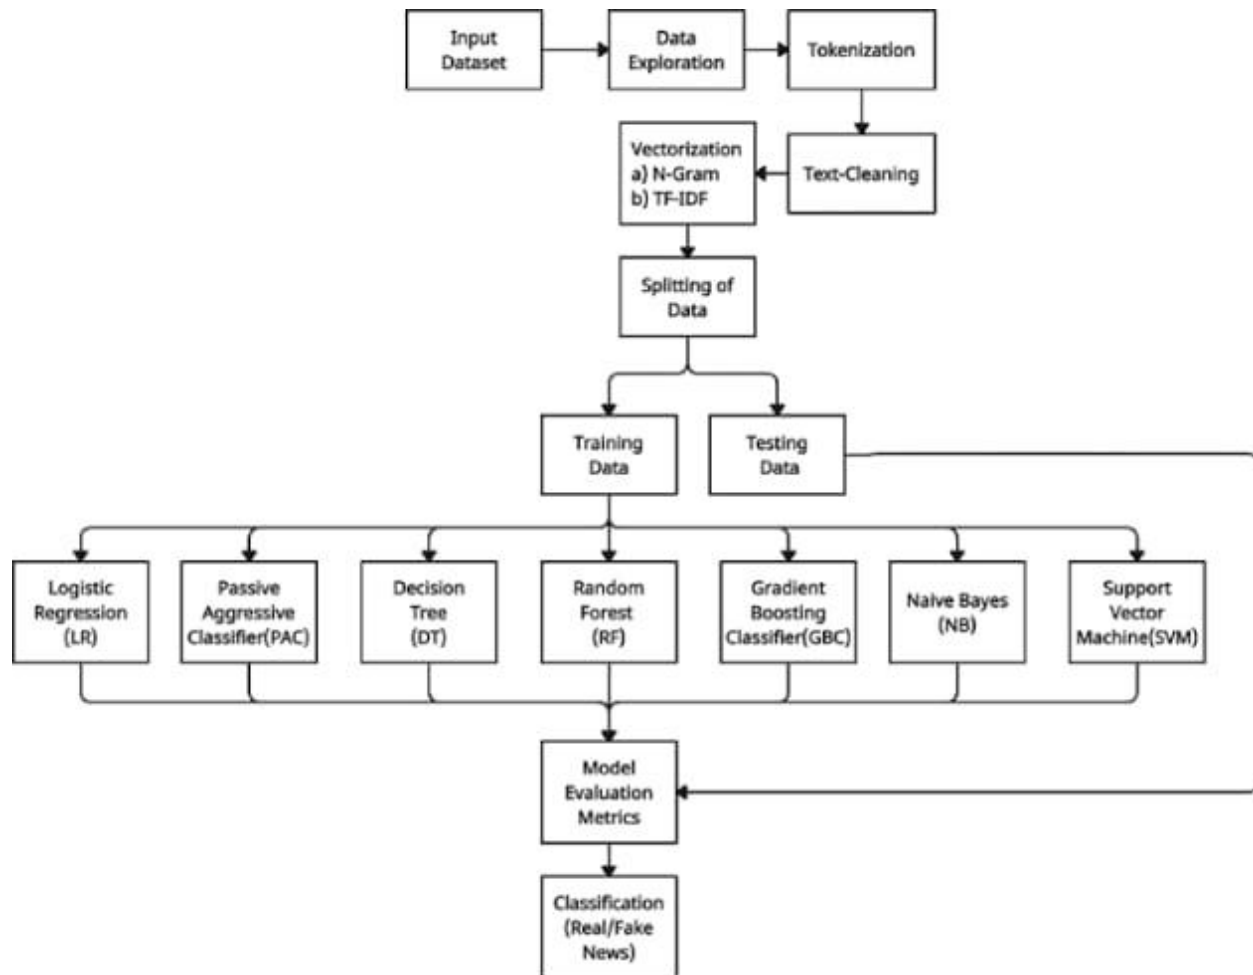 Input
Dataset
Data
Exploration
Tokenization
Vectorization
a) N-Gram
b) TF-IDF
Text-Cleaning
Splitting of
Data
Training
Data
Testing
Data
Logistic
Regression
(LR)
Passive
Aggressive
Classifier(PAC)
Decision
Tree
(DT)
Random
Forest
(RF)
Gradient
Boosting
Classifier(GBC)
Naive Bayes
(NB)
Support
Vector
Machine(SVM)
Model
Evaluation
Metrics
Classification
(Real/Fake
News)